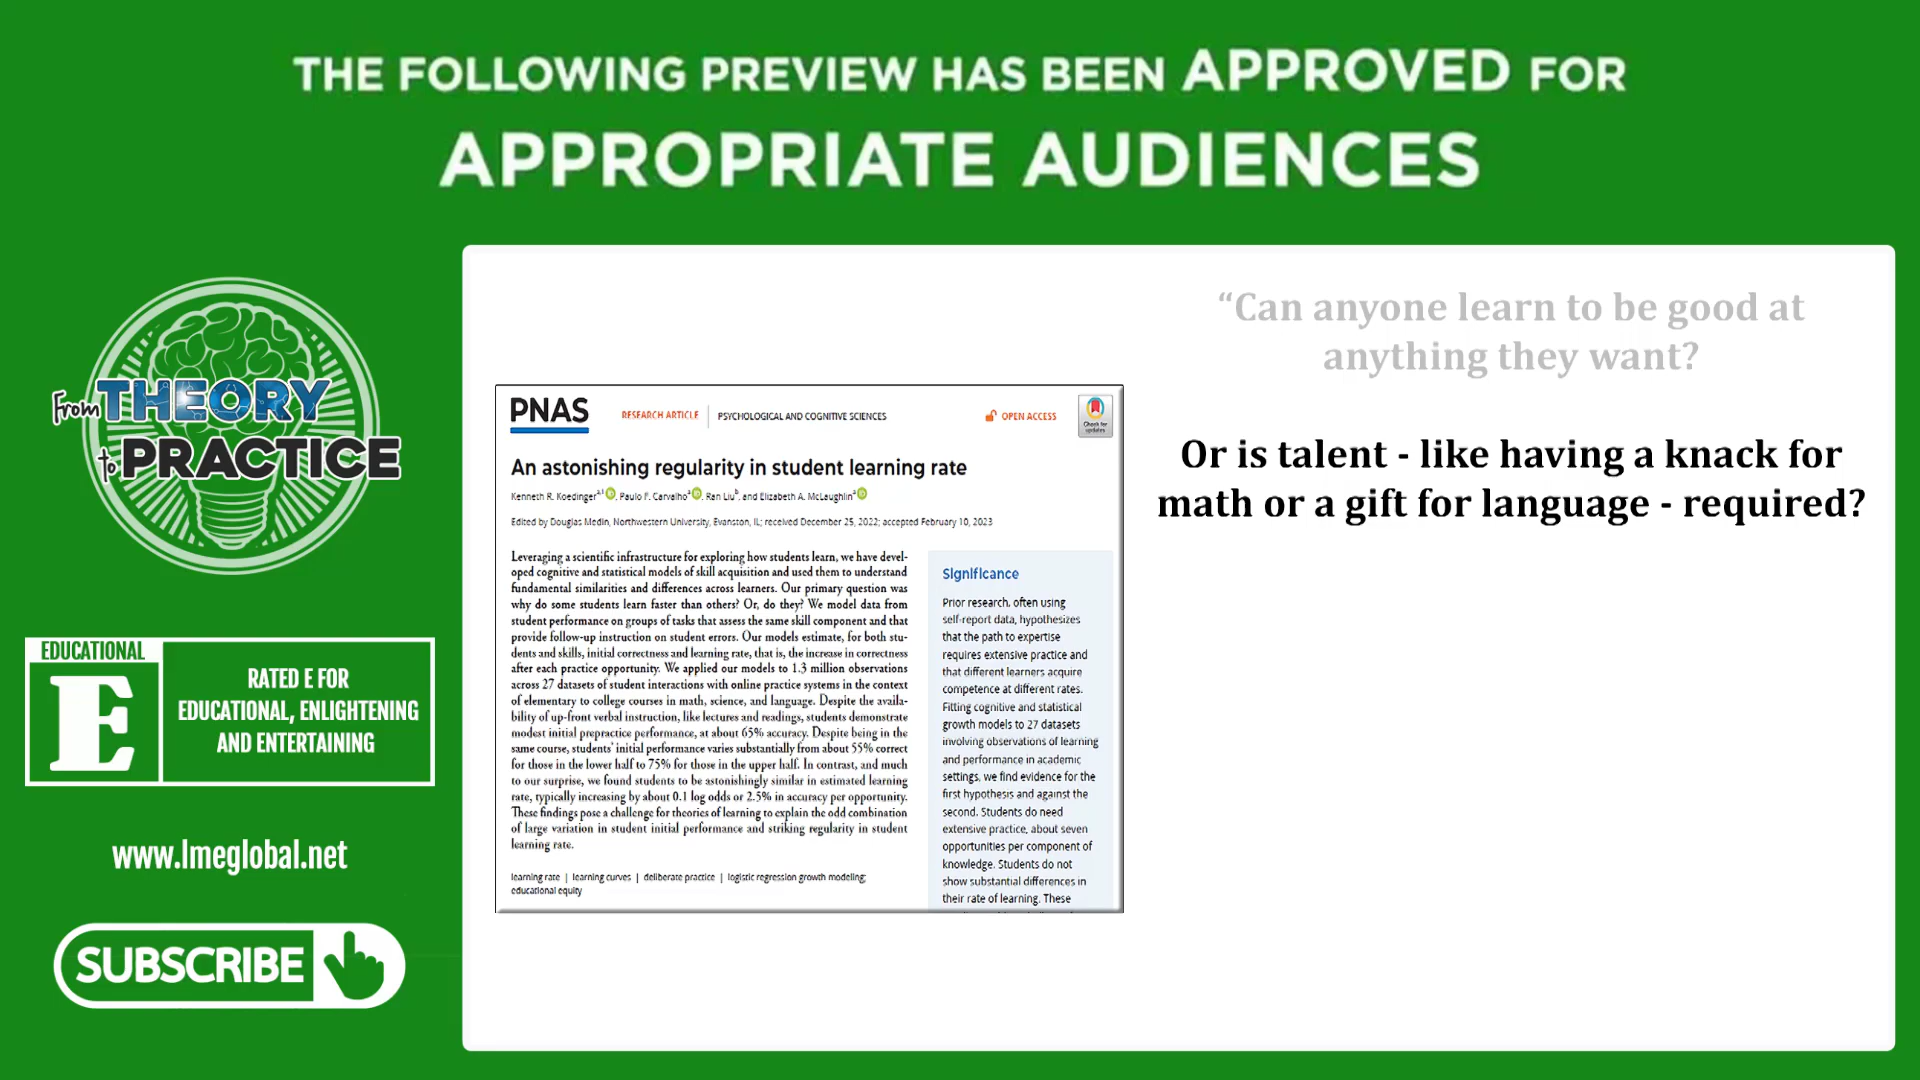 THE FOLLOWING PREVIEW HAS BEEN APPROVED FOR
APPROPRIATE AUDIENCES
From THEORY
to PRACTICE
EDUCATIONAL
E
RATED E FOR
EDUCATIONAL, ENLIGHTENING
AND ENTERTAINING
www.lmeglobal.net
SUBSCRIBE
PNAS
RESEARCH ARTICLE | PSYCHOLOGICAL AND COGNITIVE SCIENCES
OPEN ACCESS
Check for
updates
An astonishing regularity in student learning rate
Kenneth R. Koedinger, Paulo F. Carvalho, Ran Liu, and Elizabeth A. McLaughlin
Edited by Douglas Medin, Northwestern University, Evanston, IL; received December 25, 2022; accepted February 10, 2023
Leveraging a scientific infrastructure for exploring how students learn, we have devel-
oped cognitive and statistical models of skill acquisition and used them to understand
fundamental similarities and differences across learners. Our primary question was
why do some students learn faster than others? Or, do they? We model data from
student performance on groups of tasks that assess the same skill component and that
provide follow-up instruction on student errors. Our models estimate, for both stu-
dents and skills, initial correctness and learning rate, that is, the increase in correctness
after each practice opportunity. We applied our models to 1.3 million observations
across 27 datasets of student interactions with online practice systems in the context
of elementary to college courses in math, science, and language. Despite the availa-
bility of up-front verbal instruction, like lectures and readings, students demonstrate
modest initial prepractice performance, at about 65% accuracy. Despite being in the
same course, students' initial performance varies substantially from about 55% correct
for those in the lower half to 75% for those in the upper half. In contrast, and much
to our surprise, we found students to be astonishingly similar in estimated learning
rate, typically increasing by about 0.1 log odds or 2.5% in accuracy per opportunity.
These findings pose a challenge for theories of learning to explain the odd combination
of large variation in student initial performance and striking regularity in student
learning rate.
learning rate | learning curves | deliberate practice | logistic regression growth modeling;
educational equity
Significance
Prior research, often using
self-report data, hypothesizes
that the path to expertise
requires extensive practice and
that different learners acquire
competence at different rates.
Fitting cognitive and statistical
growth models to 27 datasets
involving observations of learning
and performance in academic
settings, we find evidence for the
first hypothesis and against the
second. Students do need
extensive practice, about seven
opportunities per component of
knowledge. Students do not
show substantial differences in
their rate of learning. These
“Can anyone learn to be good at
anything they want?
Or is talent - like having a knack for
math or a gift for language - required?